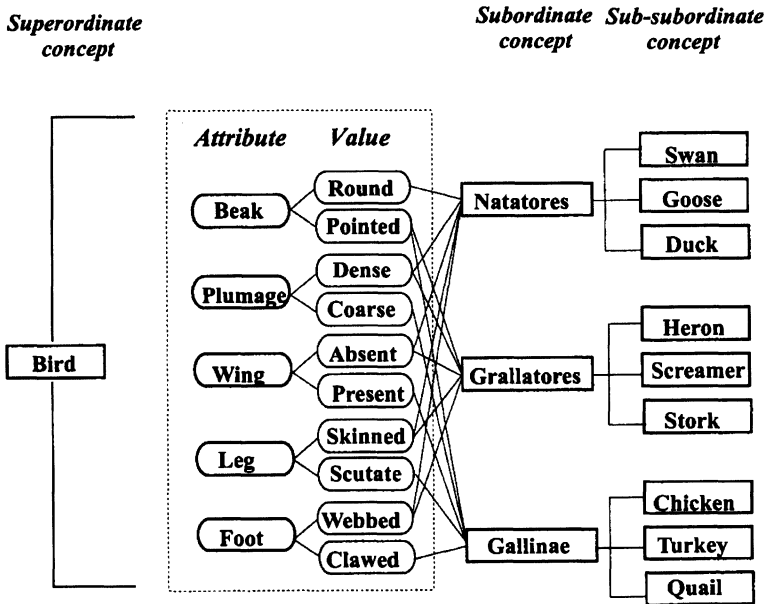 Superordinate
concept
Subordinate
concept
Sub-subordinate
concept
Attribute
Value
Bird
Beak
Round
Pointed
Plumage
Dense
Coarse
Wing
Absent
Present
Leg
Skinned
Scutate
Foot
Webbed
Clawed
Natatores
Swan
Goose
Duck
Grallatores
Heron
Screamer
Stork
Gallinae
Chicken
Turkey
Quail